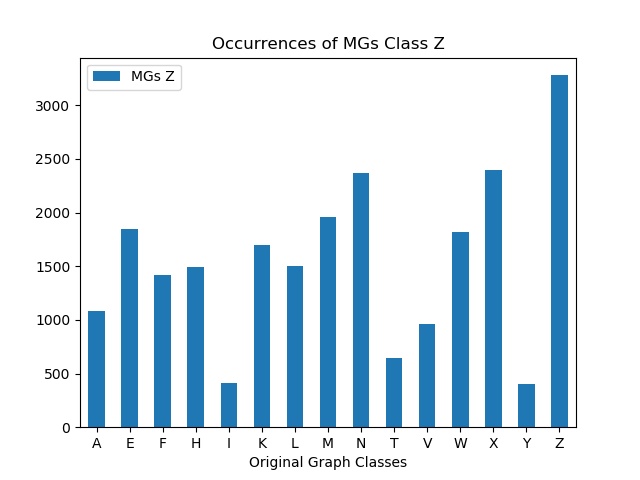 Occurrences of MGs Class Z
MGs Z
3000
2500
2000
1500
1000
500
0
A E F H I K L M N T V W X Y Z
Original Graph Classes